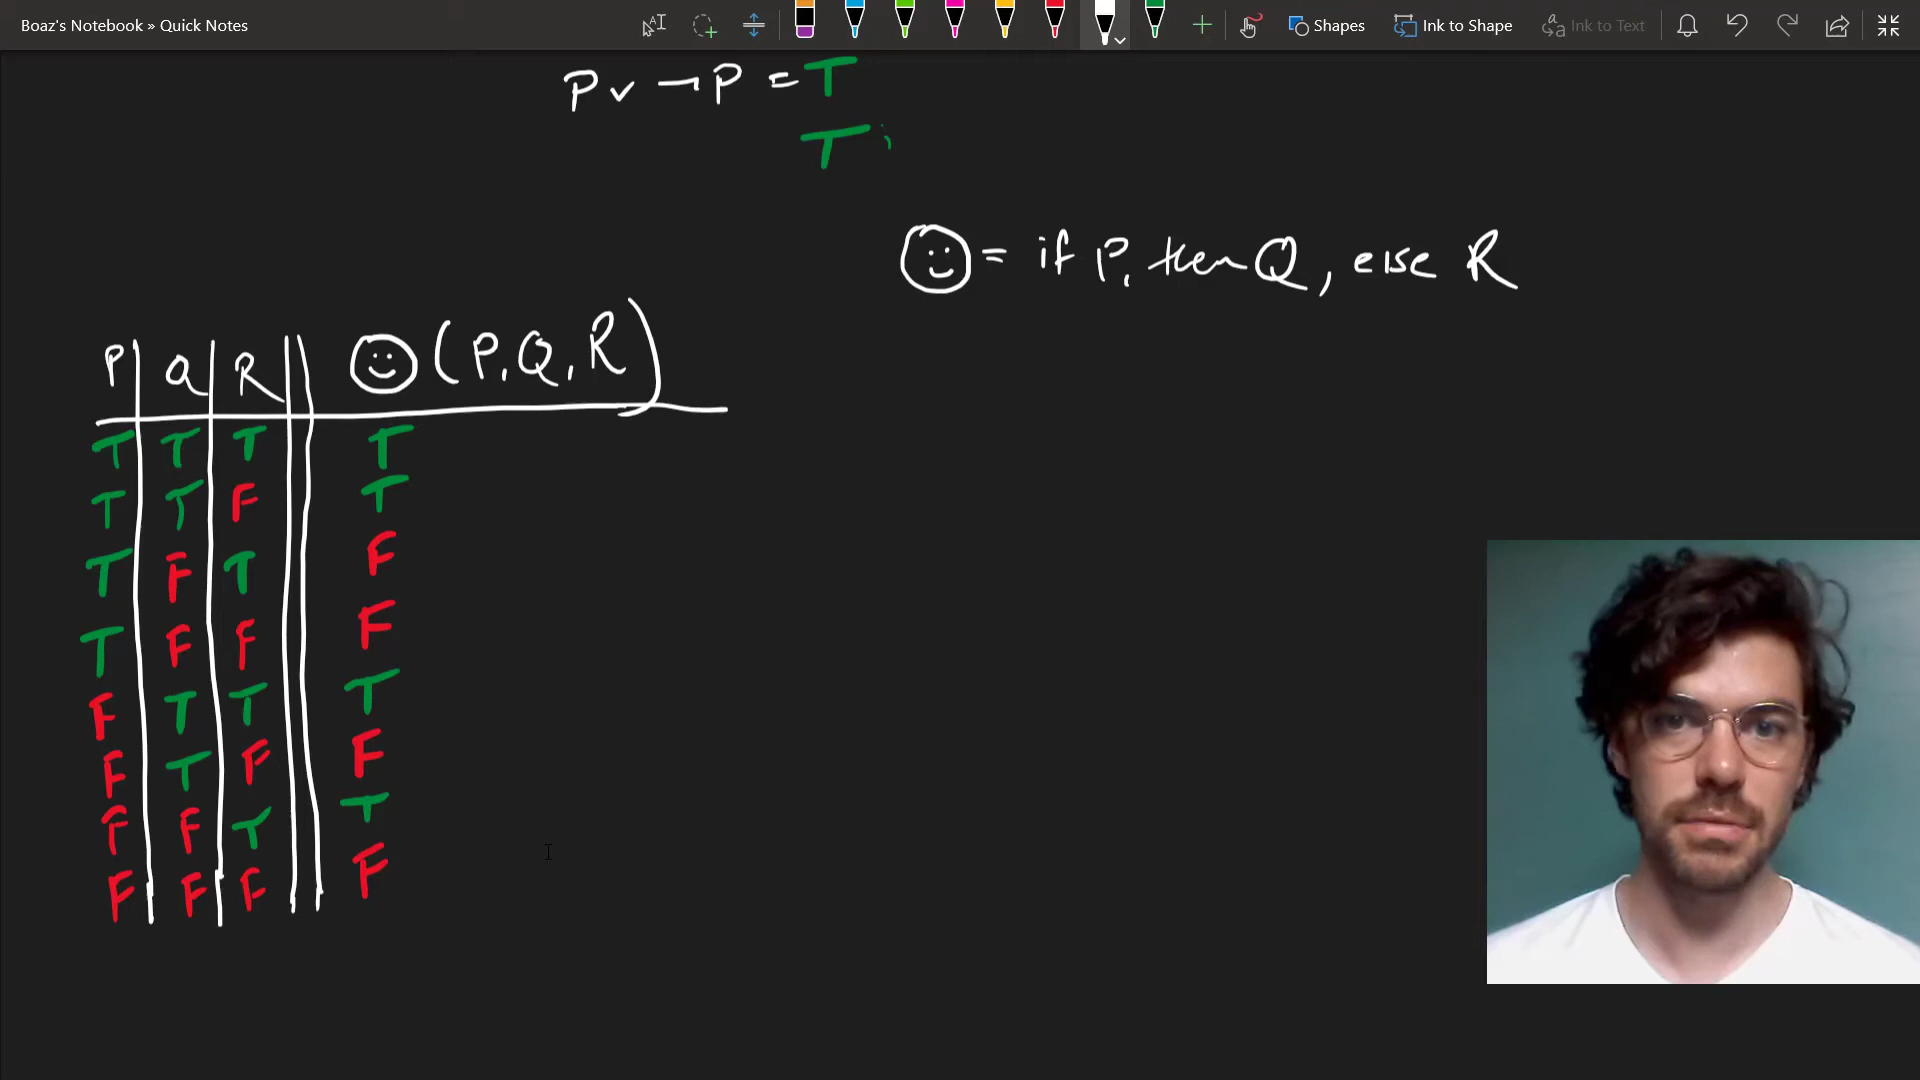 Boaz's Notebook » Quick Notes
Shapes Ink to Shape Ink to Text
P ∨ ¬P = T
T
☺ = if P, then Q, else R
P Q R ☺(P, Q, R)
T T T T
T T F T
T F T F
T F F F
F T T T
F T F F
F F T T
F F F F